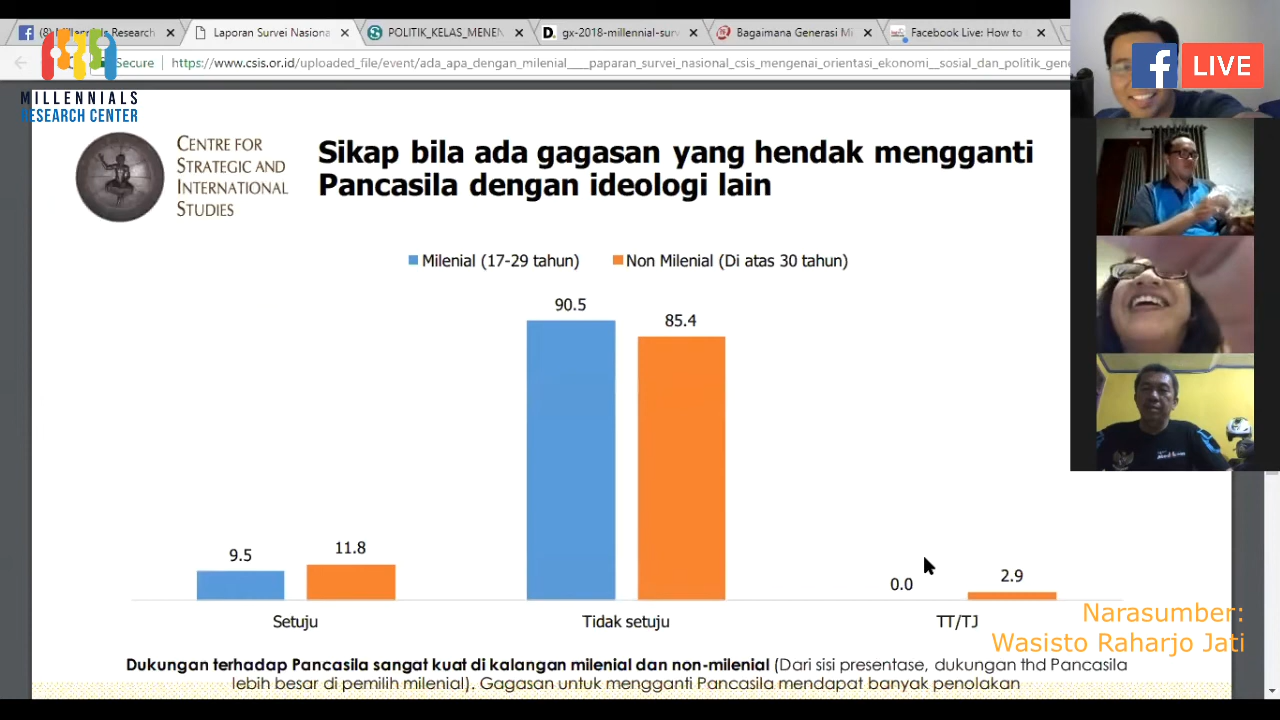 (8) Millennials Research
Laporan Survei Nasiona
POLITIK_KELAS_MENEN
gx-2018-millennial-surv
Bagaimana Generasi Mi
Facebook Live: How to
Secure
https://www.csis.or.id/uploaded_file/event/ada_apa_dengan_milenial____paparan_survei_nasional_csis_mengenai_orientasi_ekonomi__sosial_dan_politik_gene
MILLENNIALS
RESEARCH CENTER
f LIVE
CENTRE FOR
STRATEGIC AND
INTERNATIONAL
STUDIES
Sikap bila ada gagasan yang hendak mengganti
Pancasila dengan ideologi lain
Milenial (17-29 tahun)
Non Milenial (Di atas 30 tahun)
90.5
85.4
9.5
11.8
0.0
2.9
Setuju
Tidak setuju
TT/TJ
Narasumber:
Wasisto Raharjo Jati
Dukungan terhadap Pancasila sangat kuat di kalangan milenial dan non-milenial (Dari sisi presentase, dukungan thd Pancasila
lebih besar di pemilih milenial). Gagasan untuk mengganti Pancasila mendapat banyak penolakan